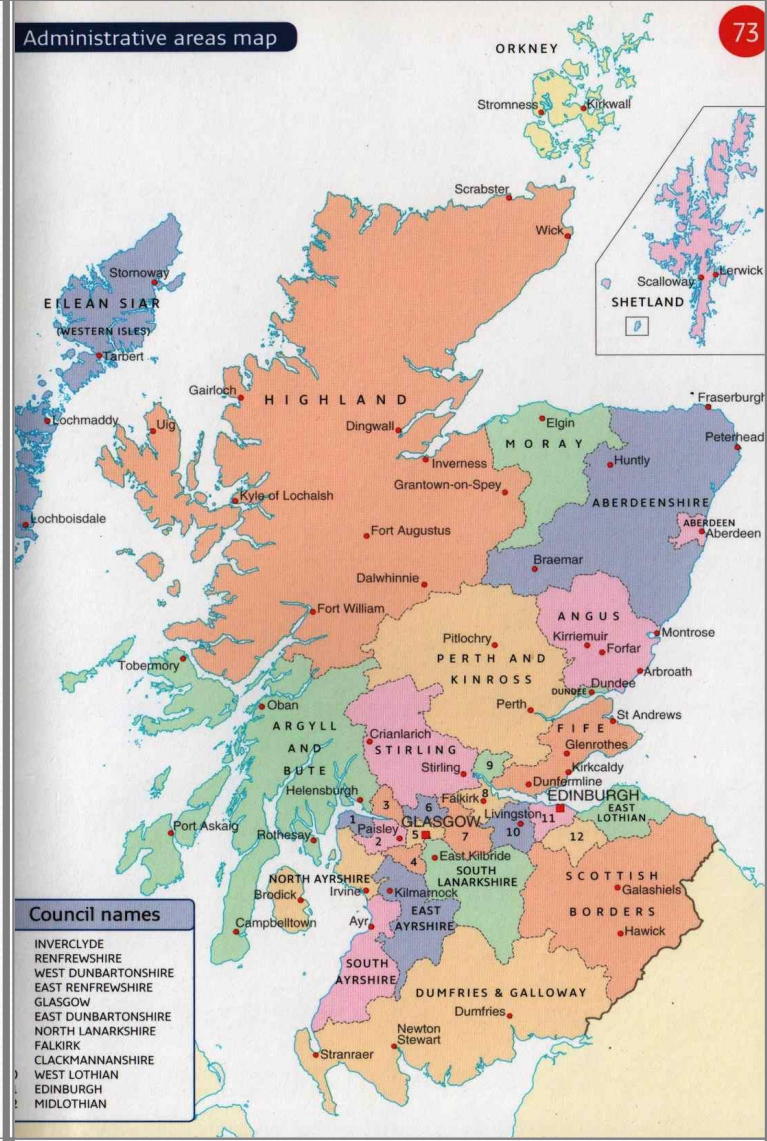 Administrative areas map
73
ORKNEY
Stromness
Kirkwall
Scrabster
Wick
Scalloway
Lerwick
SHETLAND
Stornoway
EILEAN SIAR
(WESTERN ISLES)
Tarbert
Lochmaddy
Lochboisdale
Uig
Gairloch
HIGHLAND
Dingwall
Inverness
Grantown-on-Spey
Kyle of Lochalsh
Fort Augustus
Dalwhinnie
Fort William
Elgin
MORAY
Fraserburgh
Peterhead
Huntly
ABERDEENSHIRE
ABERDEEN
Aberdeen
Braemar
ANGUS
Kirriemuir
Forfar
Montrose
Arbroath
Pitlochry
PERTH AND
KINROSS
DUNDEE
Dundee
Perth
Tobermory
Oban
ARGYLL
AND
BUTE
Crianlarich
STIRLING
Stirling
FIFE
St Andrews
Glenrothes
Kirkcaldy
Dunfermline
9
Helensburgh
3
6
Falkirk
8
EDINBURGH
EAST
LOTHIAN
Port Askaig
Rothesay
1
Paisley
2
GLASGOW
5
7
Livingston
10
11
12
4
East Kilbride
SOUTH
LANARKSHIRE
SCOTTISH
BORDERS
Galashiels
Hawick
NORTH AYRSHIRE
Brodick
Irvine
Kilmarnock
Campbelltown
Ayr
EAST
AYRSHIRE
SOUTH
AYRSHIRE
DUMFRIES & GALLOWAY
Dumfries
Newton
Stewart
Stranraer
Council names
INVERCLYDE
RENFREWSHIRE
WEST DUNBARTONSHIRE
EAST RENFREWSHIRE
GLASGOW
EAST DUNBARTONSHIRE
NORTH LANARKSHIRE
FALKIRK
CLACKMANNANSHIRE
WEST LOTHIAN
EDINBURGH
MIDLOTHIAN